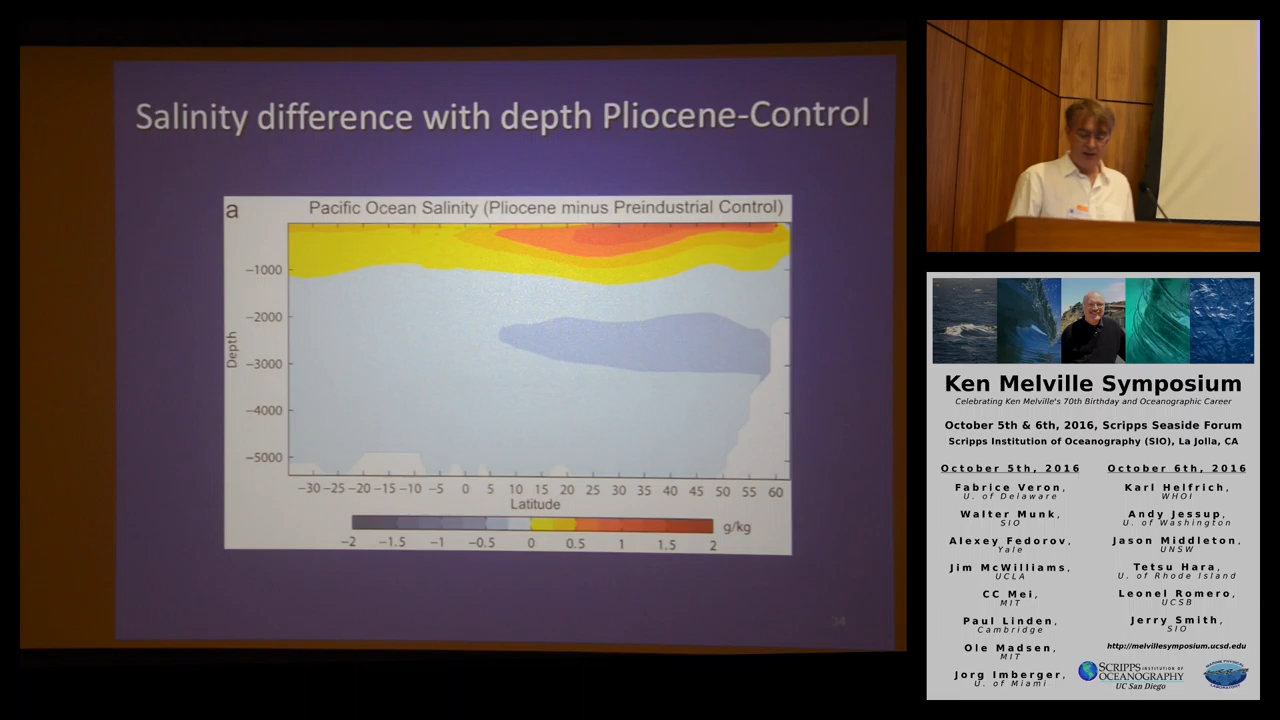 Salinity difference with depth Pliocene-Control
a
Pacific Ocean Salinity (Pliocene minus Preindustrial Control)
Depth
−1000
−2000
−3000
−4000
−5000
−30 −25 −20 −15 −10 −5 0 5 10 15 20 25 30 35 40 45 50 55 60
Latitude
g/kg
−2 −1.5 −1 −0.5 0 0.5 1 1.5 2
34
Ken Melville Symposium
Celebrating Ken Melville's 70th Birthday and Oceanographic Career
October 5th & 6th, 2016, Scripps Seaside Forum
Scripps Institution of Oceanography (SIO), La Jolla, CA
October 5th, 2016
Fabrice Veron,
U. of Delaware
Walter Munk,
SIO
Alexey Fedorov,
Yale
Jim McWilliams,
UCLA
CC Mei,
MIT
Paul Linden,
Cambridge
Ole Madsen,
MIT
Jorg Imberger,
U. of Miami
October 6th, 2016
Karl Helfrich,
WHOI
Andy Jessup,
U. of Washington
Jason Middleton,
UNSW
Tetsu Hara,
U. of Rhode Island
Leonel Romero,
UCSB
Jerry Smith,
SIO
http://melvillesymposium.ucsd.edu
SCRIPPS INSTITUTION OF
OCEANOGRAPHY
UC San Diego